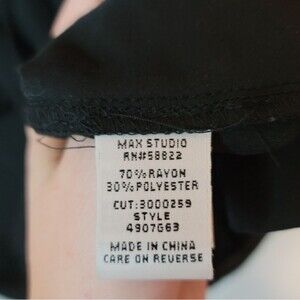 MAX STUDIO
RN#58822
70%RAYON
30%POLYESTER
CUT:3000259
STYLE
4907G63
MADE IN CHINA
CARE ON REVERSE